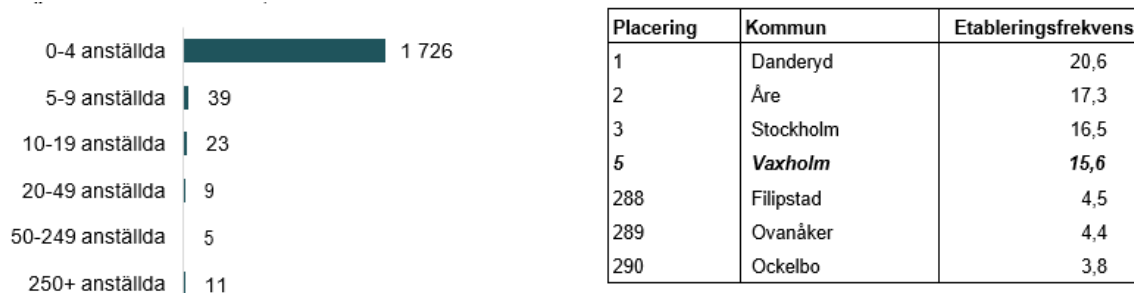 0-4 anställda 1 726
5-9 anställda 39
10-19 anställda 23
20-49 anställda 9
50-249 anställda 5
250+ anställda 11
Placering Kommun Etableringsfrekvens
1 Danderyd 20,6
2 Åre 17,3
3 Stockholm 16,5
5 Vaxholm 15,6
288 Filipstad 4,5
289 Ovanåker 4,4
290 Ockelbo 3,8